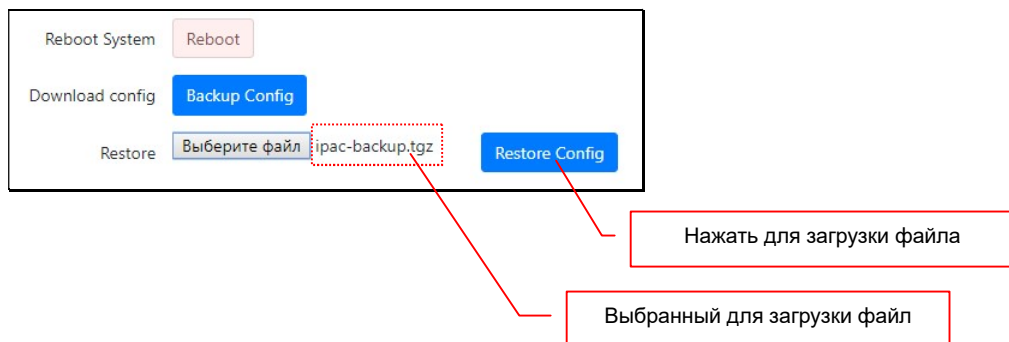 Reboot System Reboot
Download config Backup Config
Restore Выберите файл ipac-backup.tgz Restore Config
Нажать для загрузки файла
Выбранный для загрузки файл